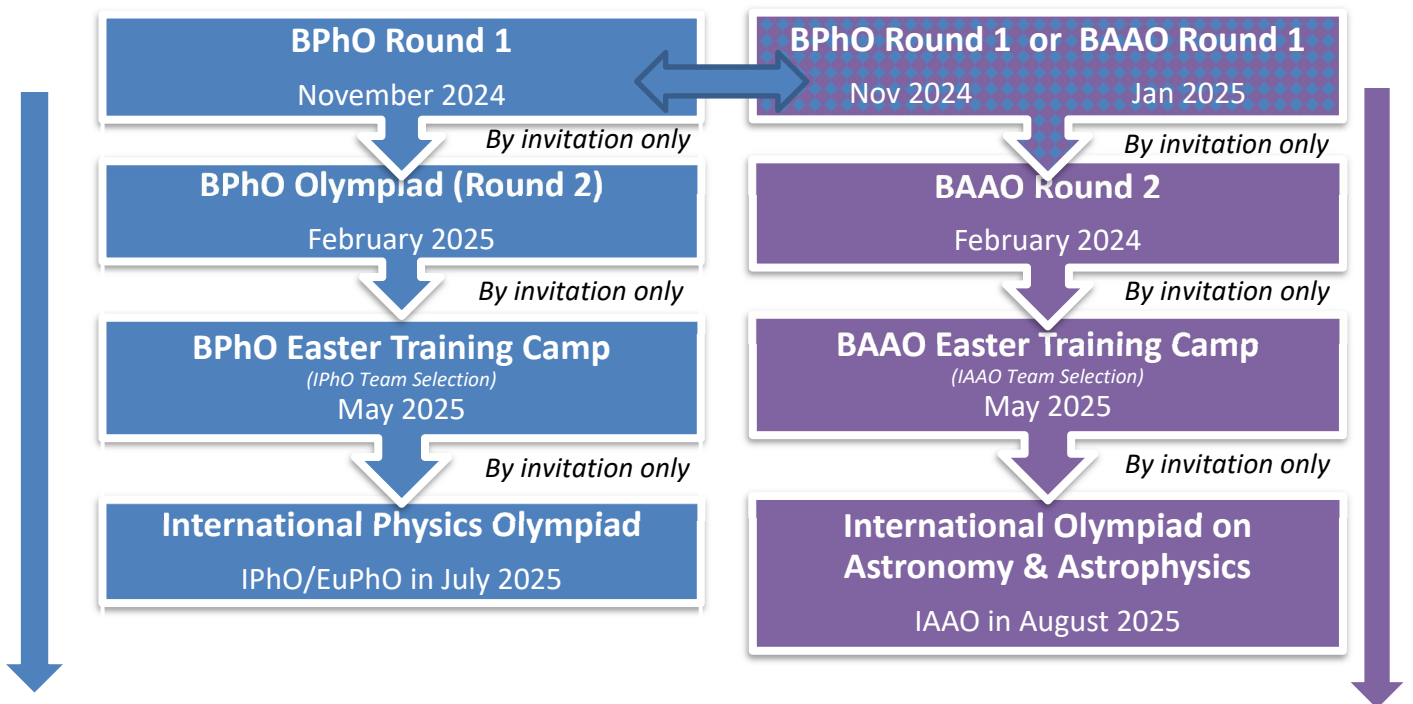 BPhO Round 1
November 2024
By invitation only
BPhO Olympiad (Round 2)
February 2025
By invitation only
BPhO Easter Training Camp
(IPhO Team Selection)
May 2025
By invitation only
International Physics Olympiad
IPhO/EuPhO in July 2025
BPhO Round 1 or BAAO Round 1
Nov 2024 Jan 2025
By invitation only
BAAO Round 2
February 2024
By invitation only
BAAO Easter Training Camp
(IAAO Team Selection)
May 2025
By invitation only
International Olympiad on
Astronomy & Astrophysics
IAAO in August 2025